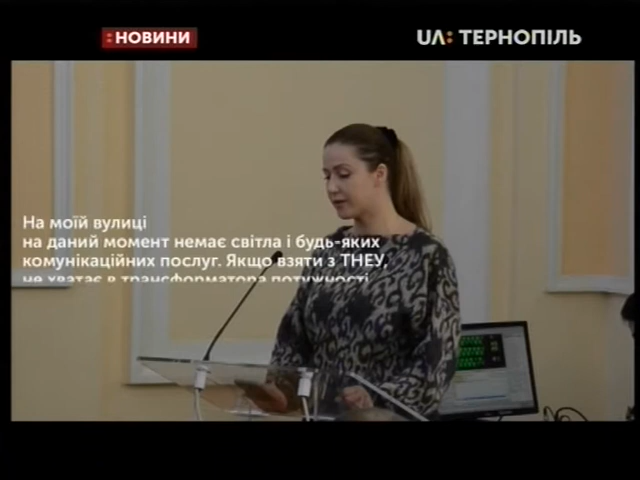 :НОВИНИ
UA: ТЕРНОПІЛЬ
На моїй вулиці
на даний момент немає світла і будь-яких
комунікаційних послуг. Якщо взяти з ТНЕУ,
не хватає в трансформатора потужності